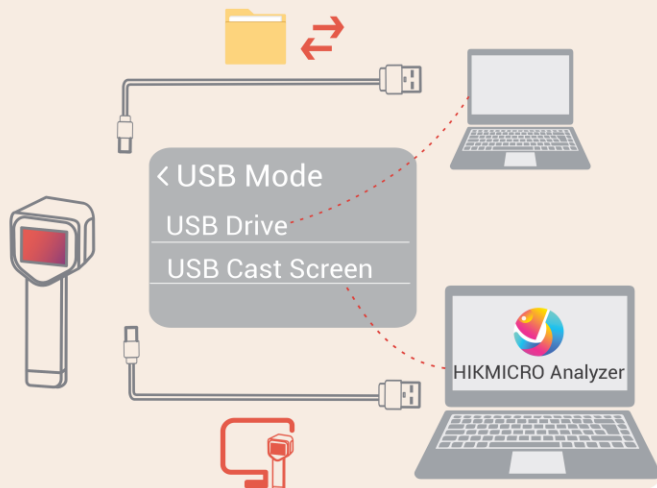 < USB Mode
USB Drive
USB Cast Screen
HIKMICRO Analyzer